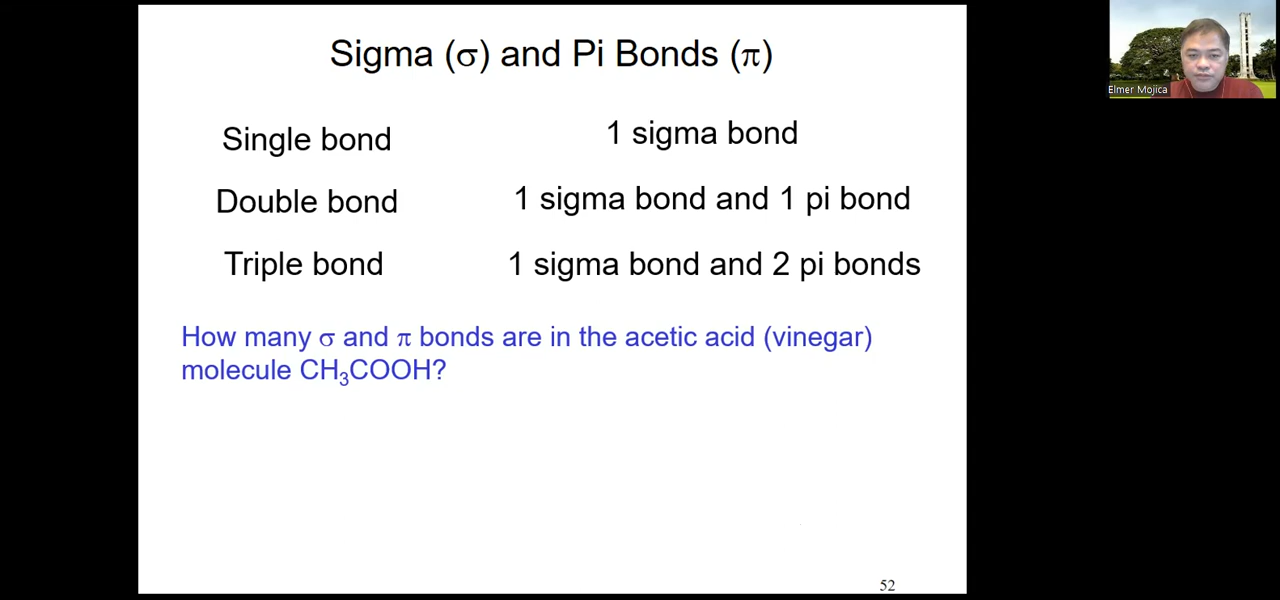 Sigma (σ) and Pi Bonds (π)
Elmer Mojica
Single bond 1 sigma bond
Double bond 1 sigma bond and 1 pi bond
Triple bond 1 sigma bond and 2 pi bonds
How many σ and π bonds are in the acetic acid (vinegar)
molecule CH₃COOH?
52